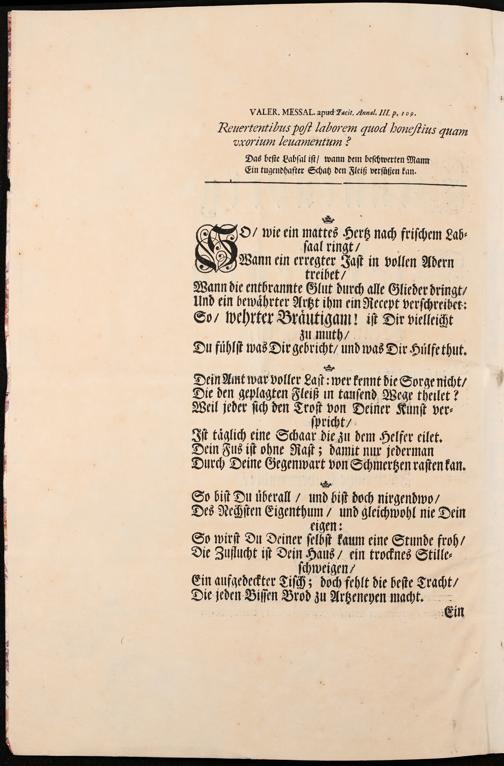 VALER. MESSAL. apud Tacit. Annal. III. p. 109.
Reuertentibus post laborem quod honestius quam
vxorium leuamentum?
Das beste Labsal ist/ wann dem beschwerten Mann
Ein tugendhafter Schatz den Fleiß versüßen kan.
SO/ wie ein mattes Hertz nach frischem Lab-
saal ringt/
Wann ein erregter Jast in vollen Adern
treibet/
Wann die entbrannte Glut durch alle Glieder dringt/
Und ein bewährter Artzt ihm ein Recept verschreibet:
So/ wehrter Bräutigam! ist Dir vielleicht
zu muth/
Du fühlst was Dir gebricht/ und was Dir Hülfe thut.
Dein Amt war voller Last: wer kennt die Sorge nicht/
Die den geplagten Fleiß in tausend Wege theilet?
Weil jeder sich den Trost von Deiner Kunst ver-
spricht/
Ist täglich eine Schaar die zu dem Helfer eilet.
Dein Fus ist ohne Rast; damit nur jederman
Durch Deine Gegenwart von Schmertzen rasten kan.
So bist Du überall/ und bist doch nirgendwo/
Des Nechsten Eigenthum/ und gleichwohl nie Dein
eigen:
So wirst Du Deiner selbst kaum eine Stunde froh/
Die Zuflucht ist Dein Haus/ ein trocknes Stille-
schweigen/
Ein aufgedeckter Tisch; doch fehlt die beste Tracht/
Die jeden Bissen Brod zu Artzeneyen macht.
Ein